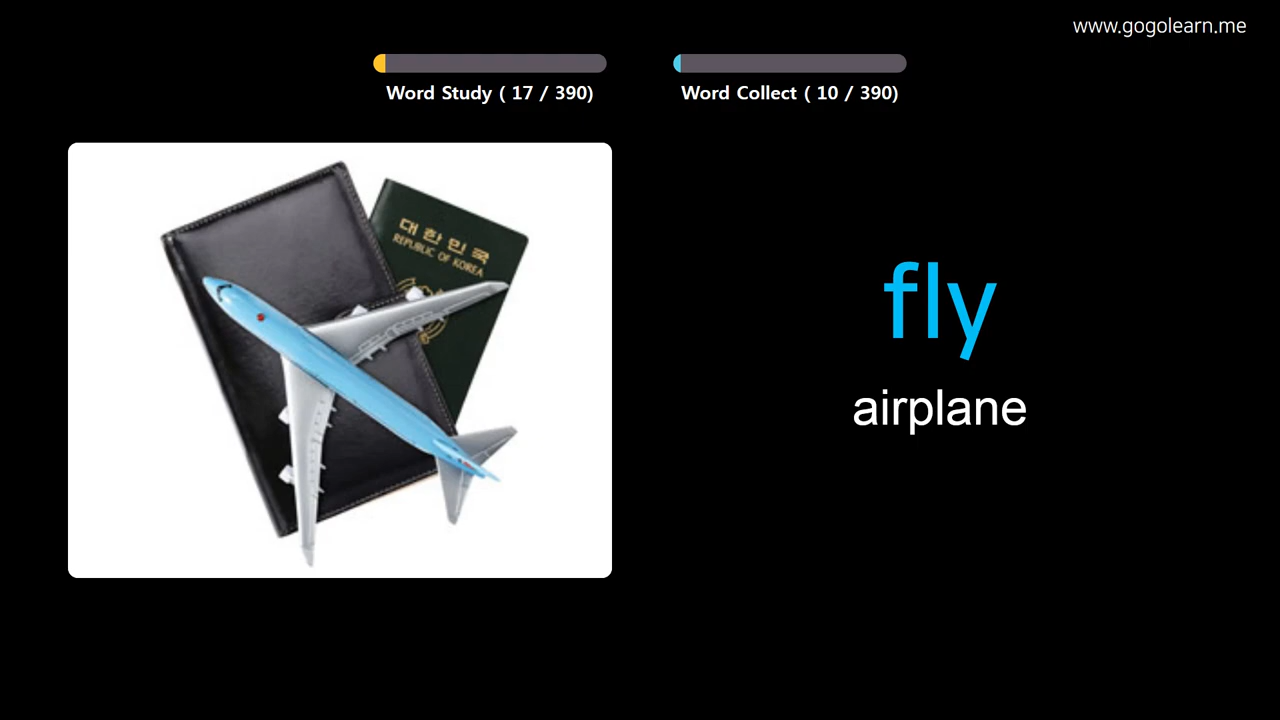 www.gogolearn.me
Word Study ( 17 / 390)
Word Collect ( 10 / 390)
대한민국
REPUBLIC OF KOREA
fly
airplane